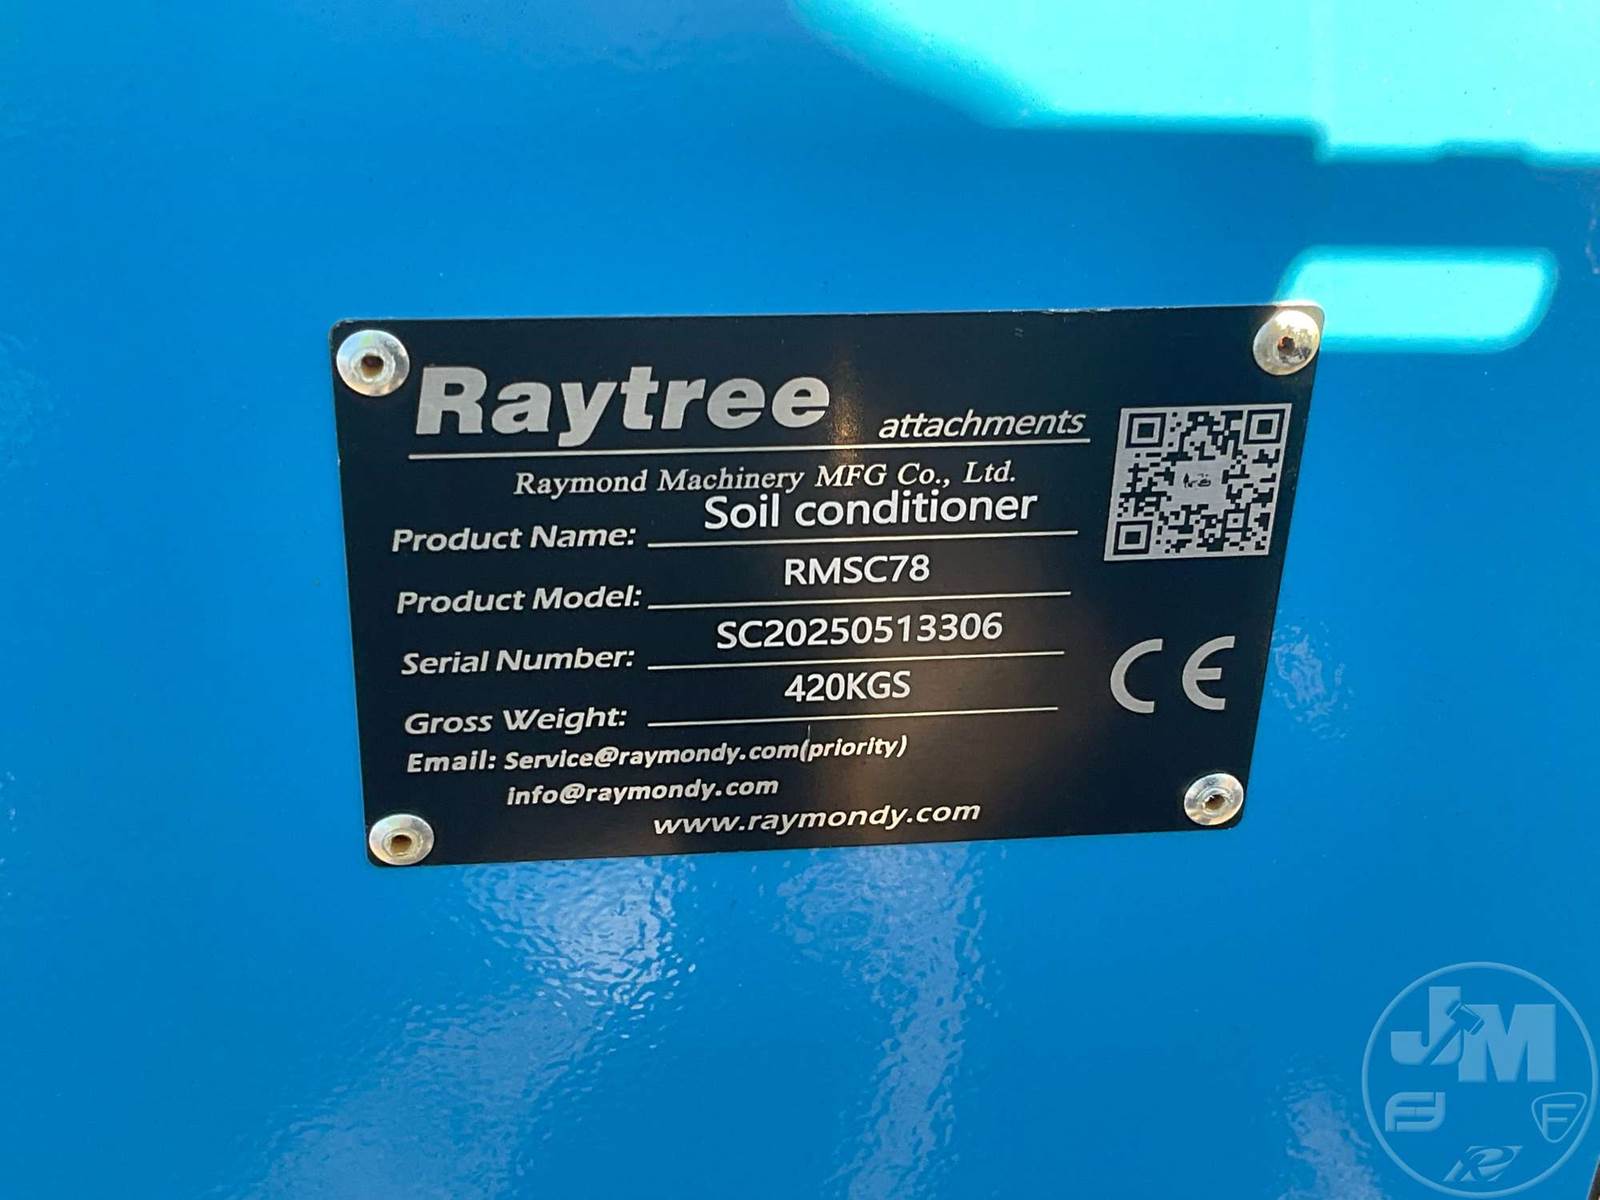 Raytree attachments
Raymond Machinery MFG Co., Ltd.
Product Name: Soil conditioner
Product Model: RMSC78
Serial Number: SC20250513306
Gross Weight: 420KGS
Email: Service@raymondy.com(priority)
info@raymondy.com
www.raymondy.com
CE
JM